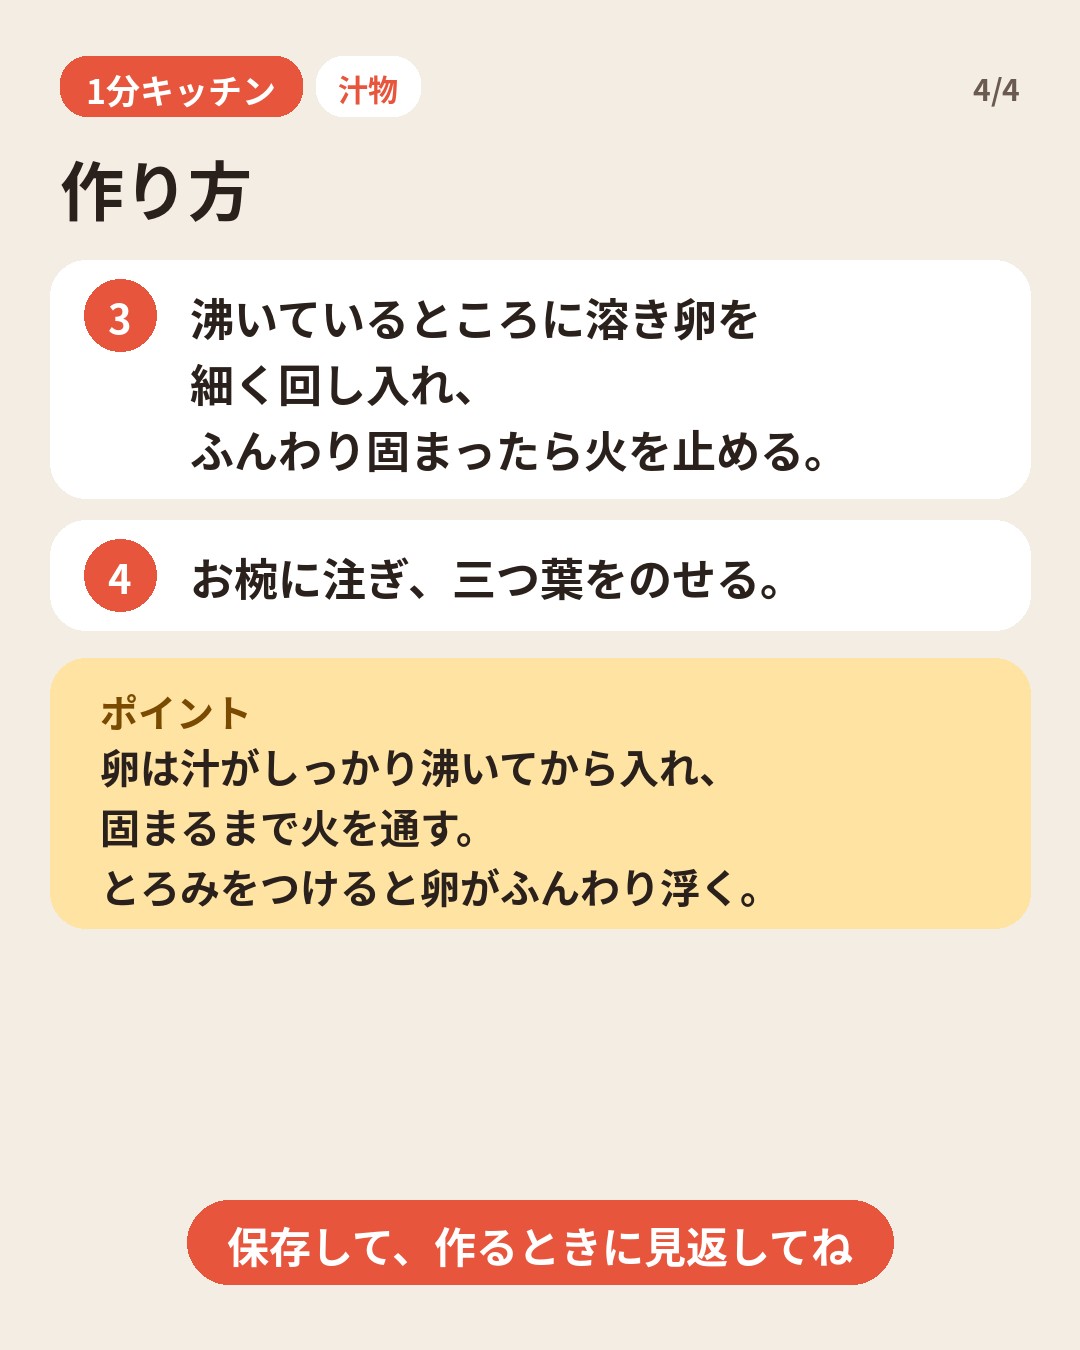 1分キッチン
汁物
4/4
作り方
3
沸いているところに溶き卵を
細く回し入れ、
ふんわり固まったら火を止める。
4
お椀に注ぎ、三つ葉をのせる。
ポイント
卵は汁がしっかり沸いてから入れ、
固まるまで火を通す。
とろみをつけると卵がふんわり浮く。
保存して、作るときに見返してね